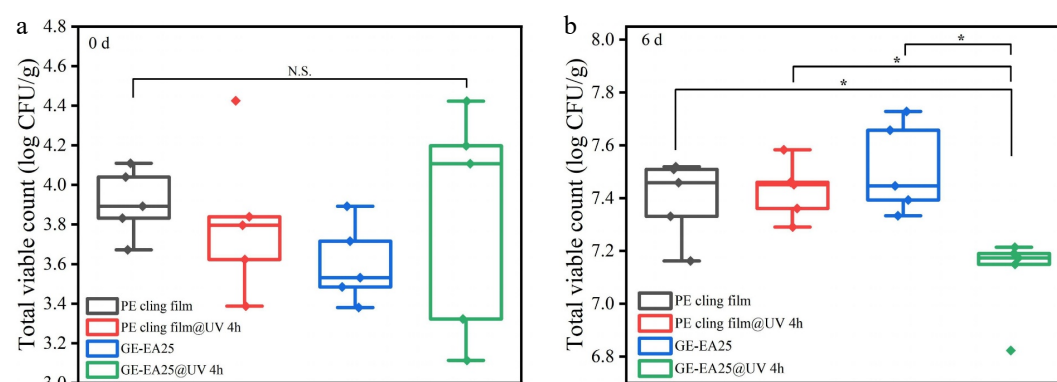 a
0 d
N.S.
Total viable count (log CFU/g)
4.8
4.6
4.4
4.2
4.0
3.8
3.6
3.4
3.2
3.0
PE cling film
PE cling film@UV 4h
GE-EA25
GE-EA25@UV 4h
b
6 d
*
*
*
Total viable count (log CFU/g)
8.0
7.8
7.6
7.4
7.2
7.0
6.8
PE cling film
PE cling film@UV 4h
GE-EA25
GE-EA25@UV 4h